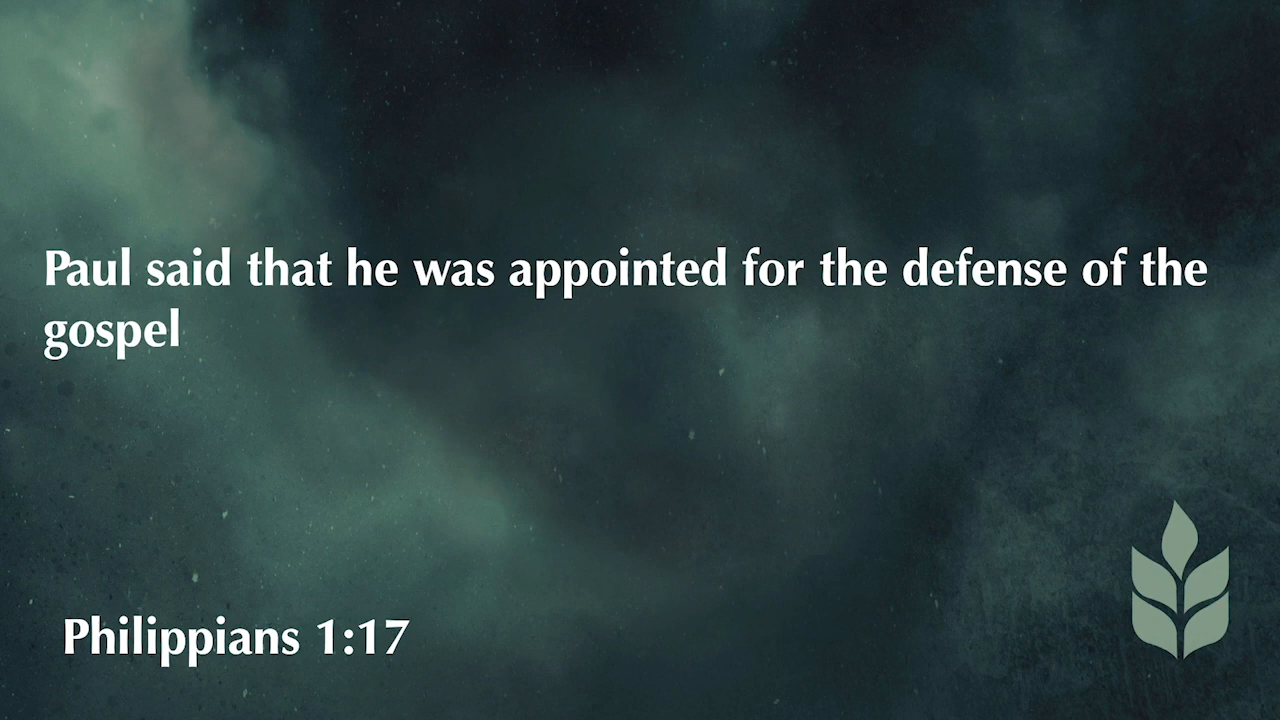 Paul said that he was appointed for the defense of the
gospel
Philippians 1:17